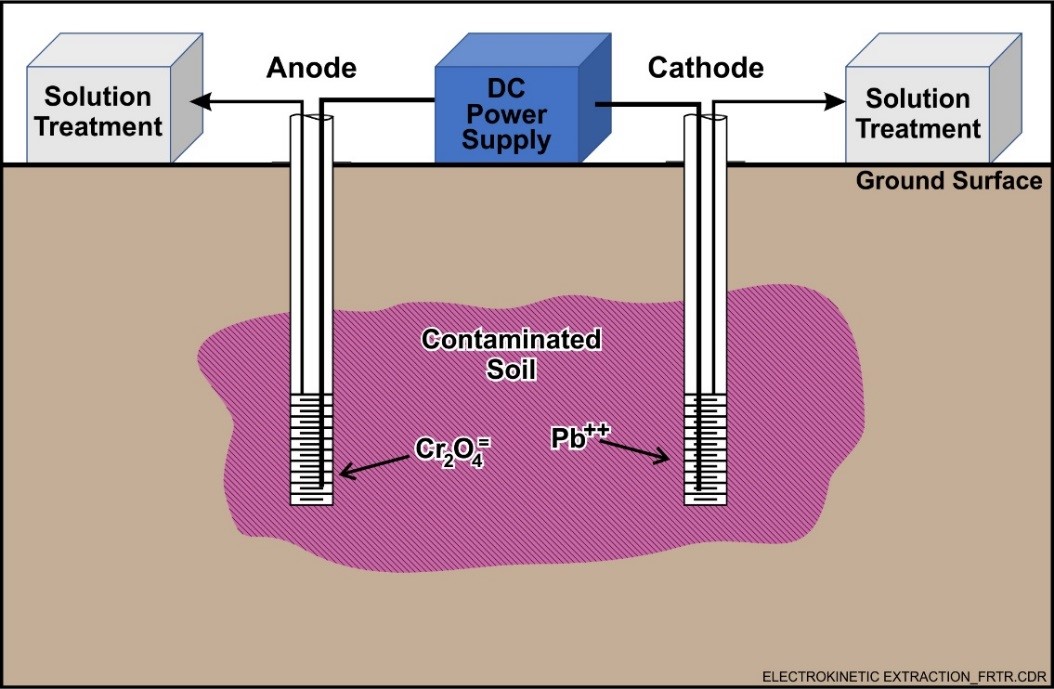 Anode
Cathode
Solution
Treatment
DC
Power
Supply
Solution
Treatment
Ground Surface
Contaminated
Soil
Cr₂O₄⁼
Pb⁺⁺
ELECTROKINETIC EXTRACTION_FRTR.CDR